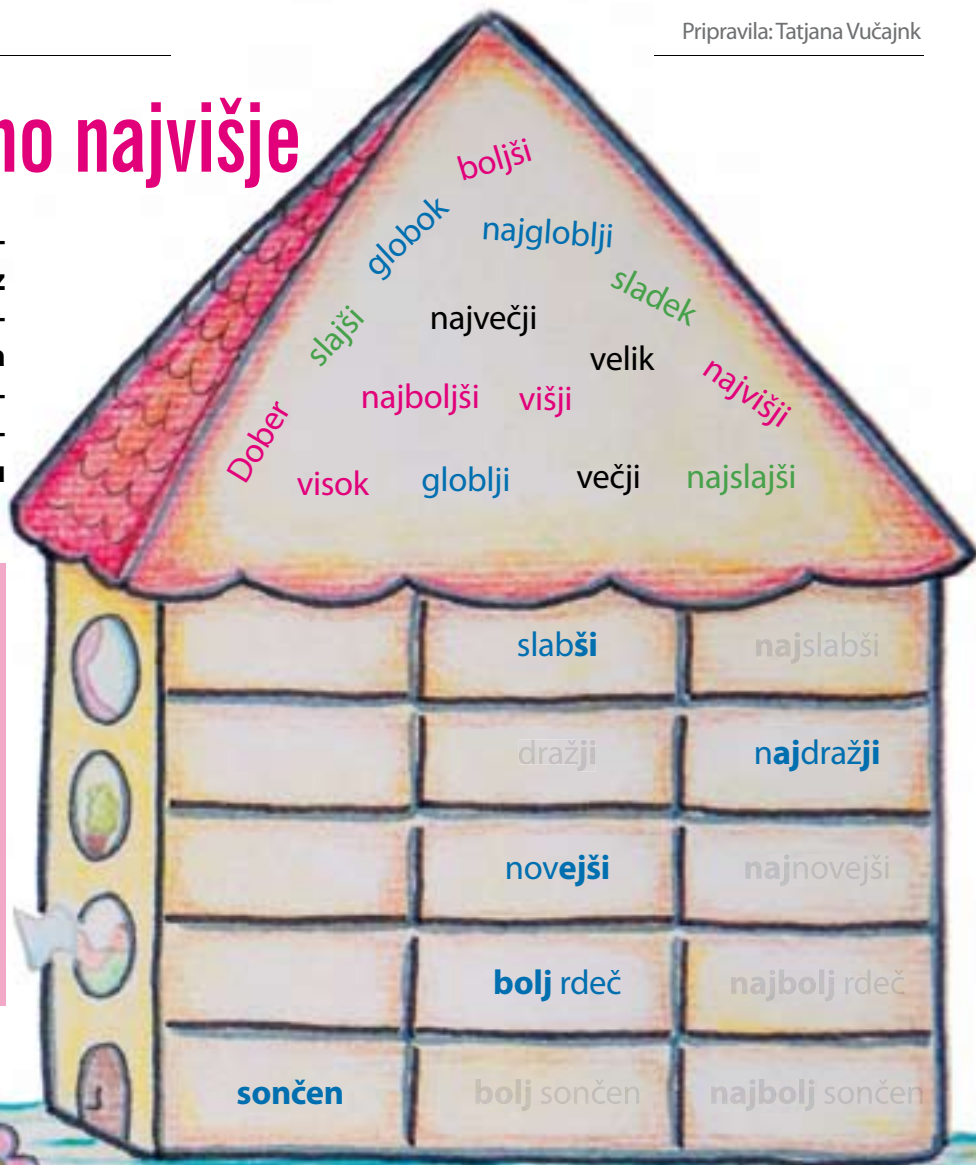 Pripravila: Tatjana Vučajnk
no najvišje
boljši
globok
najgloblji
sladek
slajši
največji
velik
najvišji
najboljši
višji
Dober
visok
globlji
večji
najslajši
slabši
najslabši
dražji
najdražji
novejši
najnovejši
bolj rdeč
najbolj rdeč
sončen
bolj sončen
najbolj sončen